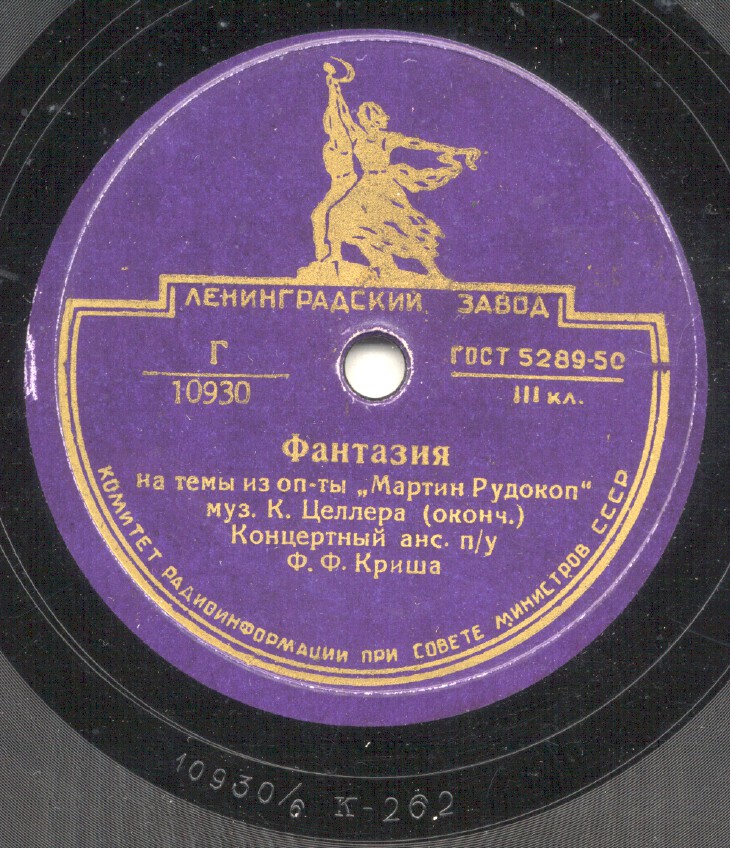 ЛЕНИНГРАДСКИЙ ЗАВОД
Г
10930
ГОСТ 5289-50
III кл.
Фантазия
на темы из оп-ты „Мартин Рудокоп“
муз. К. Целлера (оконч.)
Концертный анс. п/у
Ф. Ф. Криша
КОМИТЕТ РАДИОИНФОРМАЦИИ ПРИ СОВЕТЕ МИНИСТРОВ СССР
10930/6 К-262